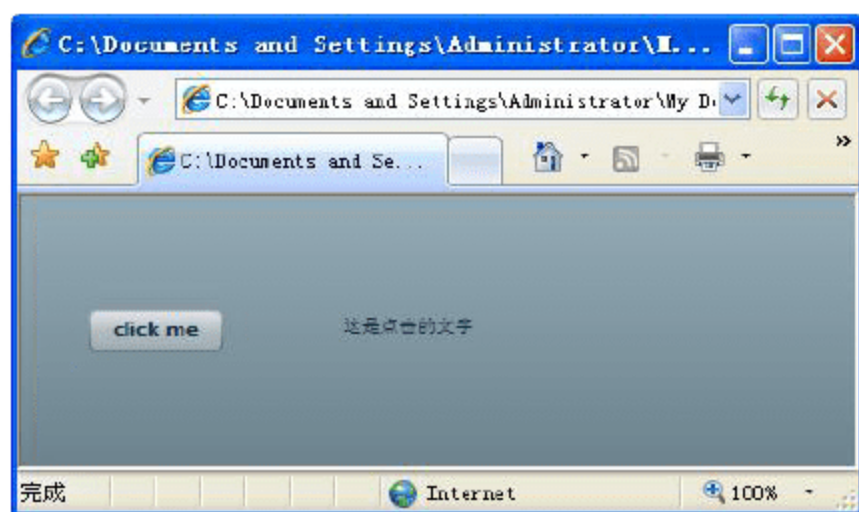 C:\Documents and Settings\Administrator\M...
C:\Documents and Settings\Administrator\My D
C:\Documents and Se...
»
click me
这是点击的文字
完成
Internet
100%